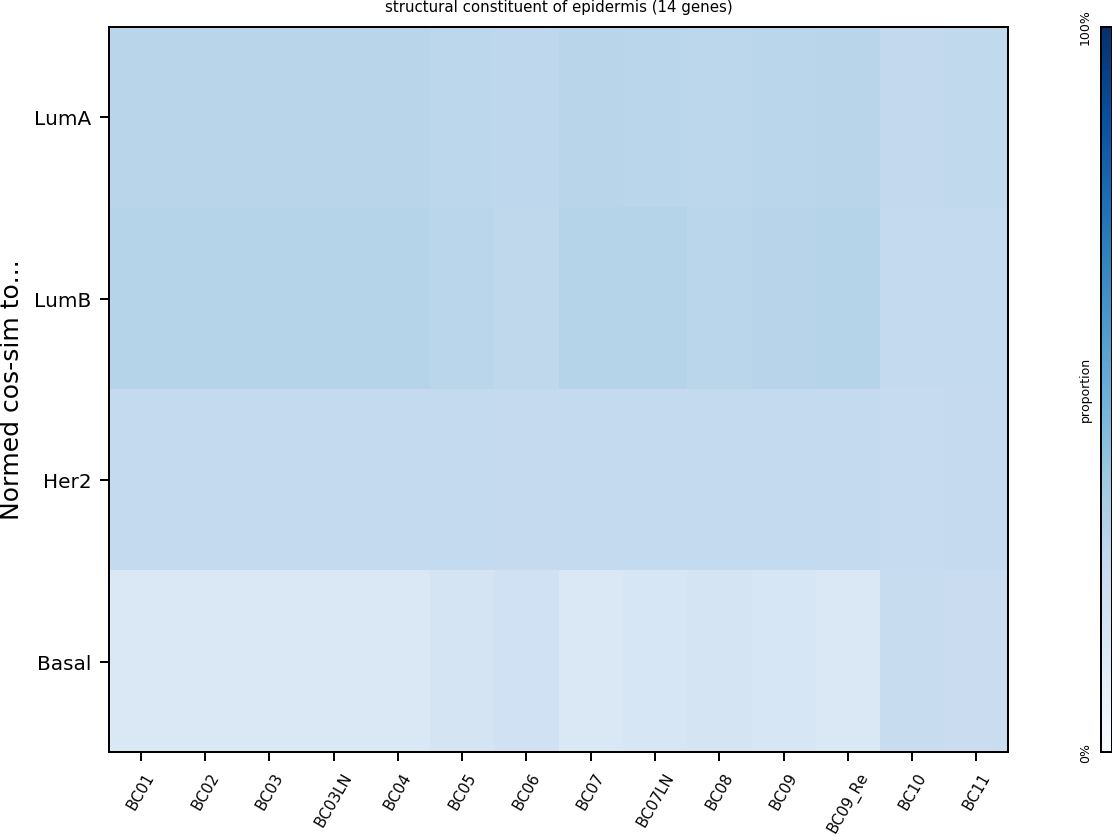 structural constituent of epidermis (14 genes)
Normed cos-sim to...
LumA
LumB
Her2
Basal
BC01
BC02
BC03
BC03LN
BC04
BC05
BC06
BC07
BC07LN
BC08
BC09
BC09_Re
BC10
BC11
100%
proportion
0%